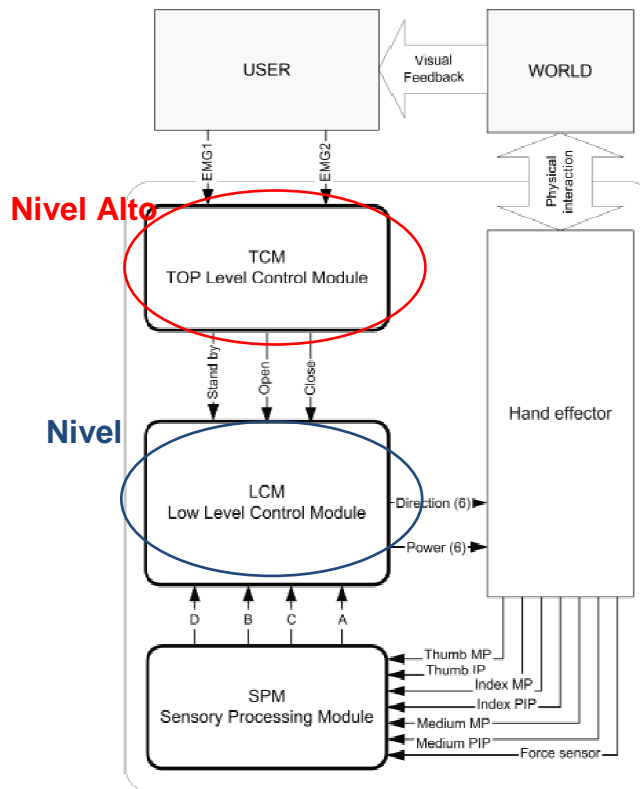 USER
Visual
Feedback
WORLD
EMG1
EMG2
Physical
interaction
Nivel Alto
TCM
TOP Level Control Module
Stand by
Open
Close
Hand effector
Nivel
LCM
Low Level Control Module
Direction (6)
Power (6)
D
B
C
A
Thumb MP
Thumb IP
Index MP
Index PIP
Medium MP
Medium PIP
Force sensor
SPM
Sensory Processing Module